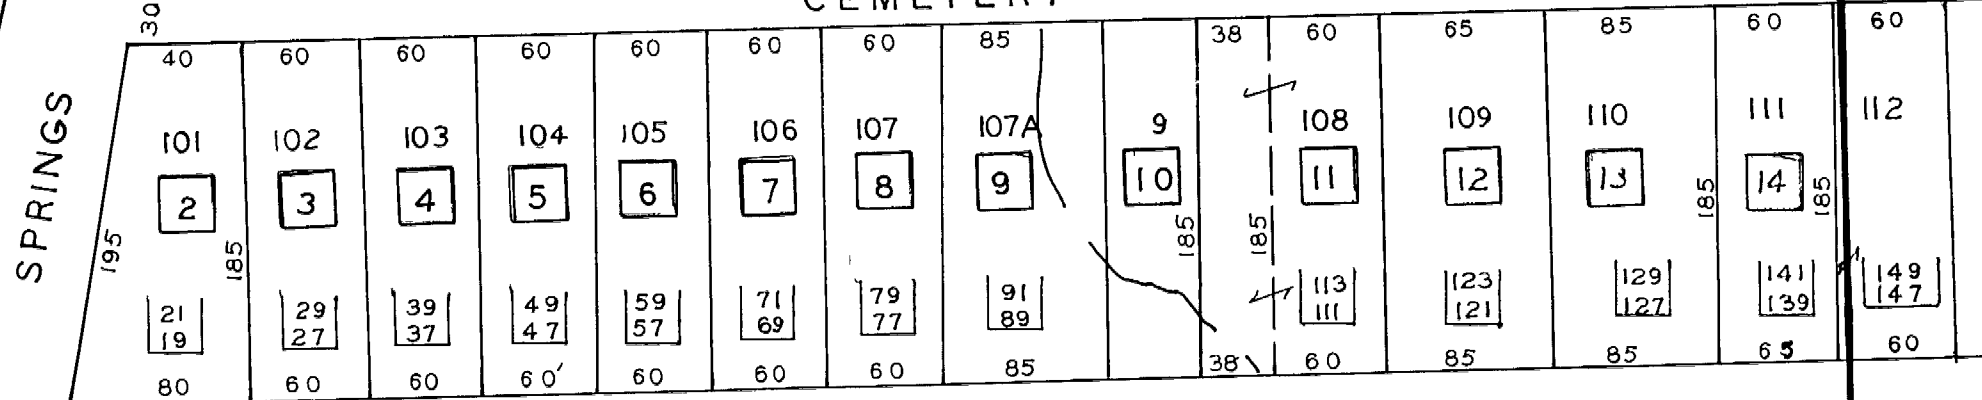 CEMETERY
30
40 60 60 60 60 60 60 85 38 60 65 85 60 60
101 102 103 104 105 106 107 107A 9 108 109 110 111 112
2 3 4 5 6 7 8 9 10 11 12 13 14
SPRINGS
195 185 185 185 185 185
21 29 39 49 59 71 79 91 113 123 129 141 149
19 27 37 47 57 69 77 89 111 121 127 139 147
80 60 60 60' 60 60 60 85 38 60 85 85 65 60